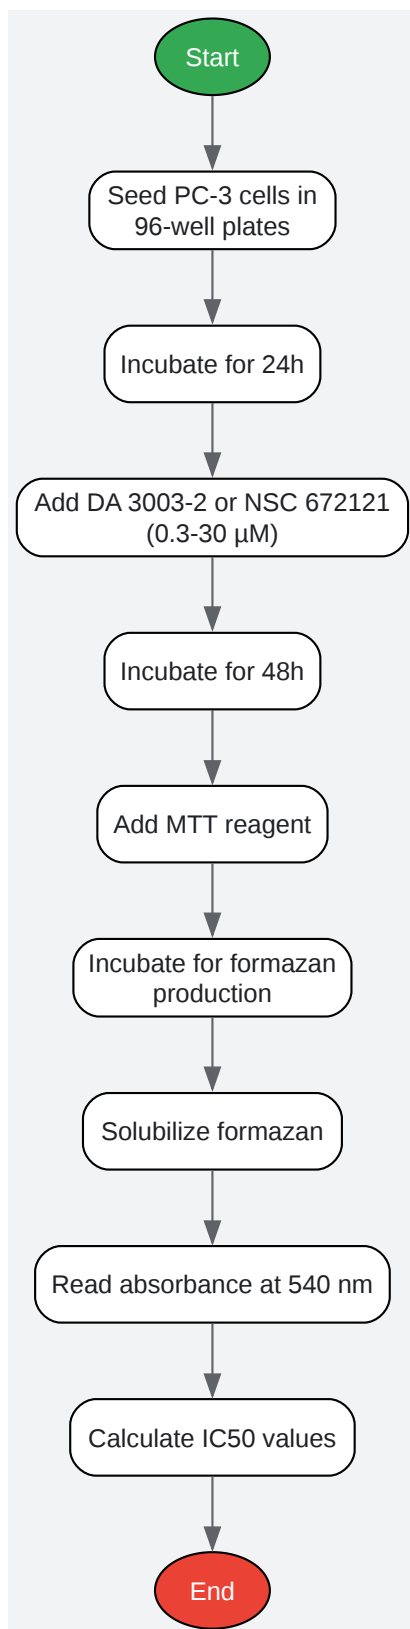 Start
Seed PC-3 cells in
96-well plates
Incubate for 24h
Add DA 3003-2 or NSC 672121
(0.3-30 µM)
Incubate for 48h
Add MTT reagent
Incubate for formazan
production
Solubilize formazan
Read absorbance at 540 nm
Calculate IC50 values
End